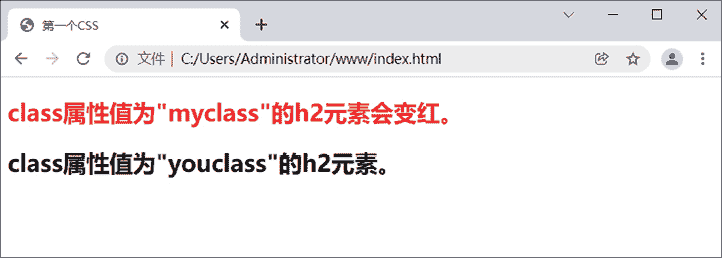 第一个CSS
文件 | C:/Users/Administrator/www/index.html
class属性值为"myclass"的h2元素会变红。
class属性值为"youclass"的h2元素。